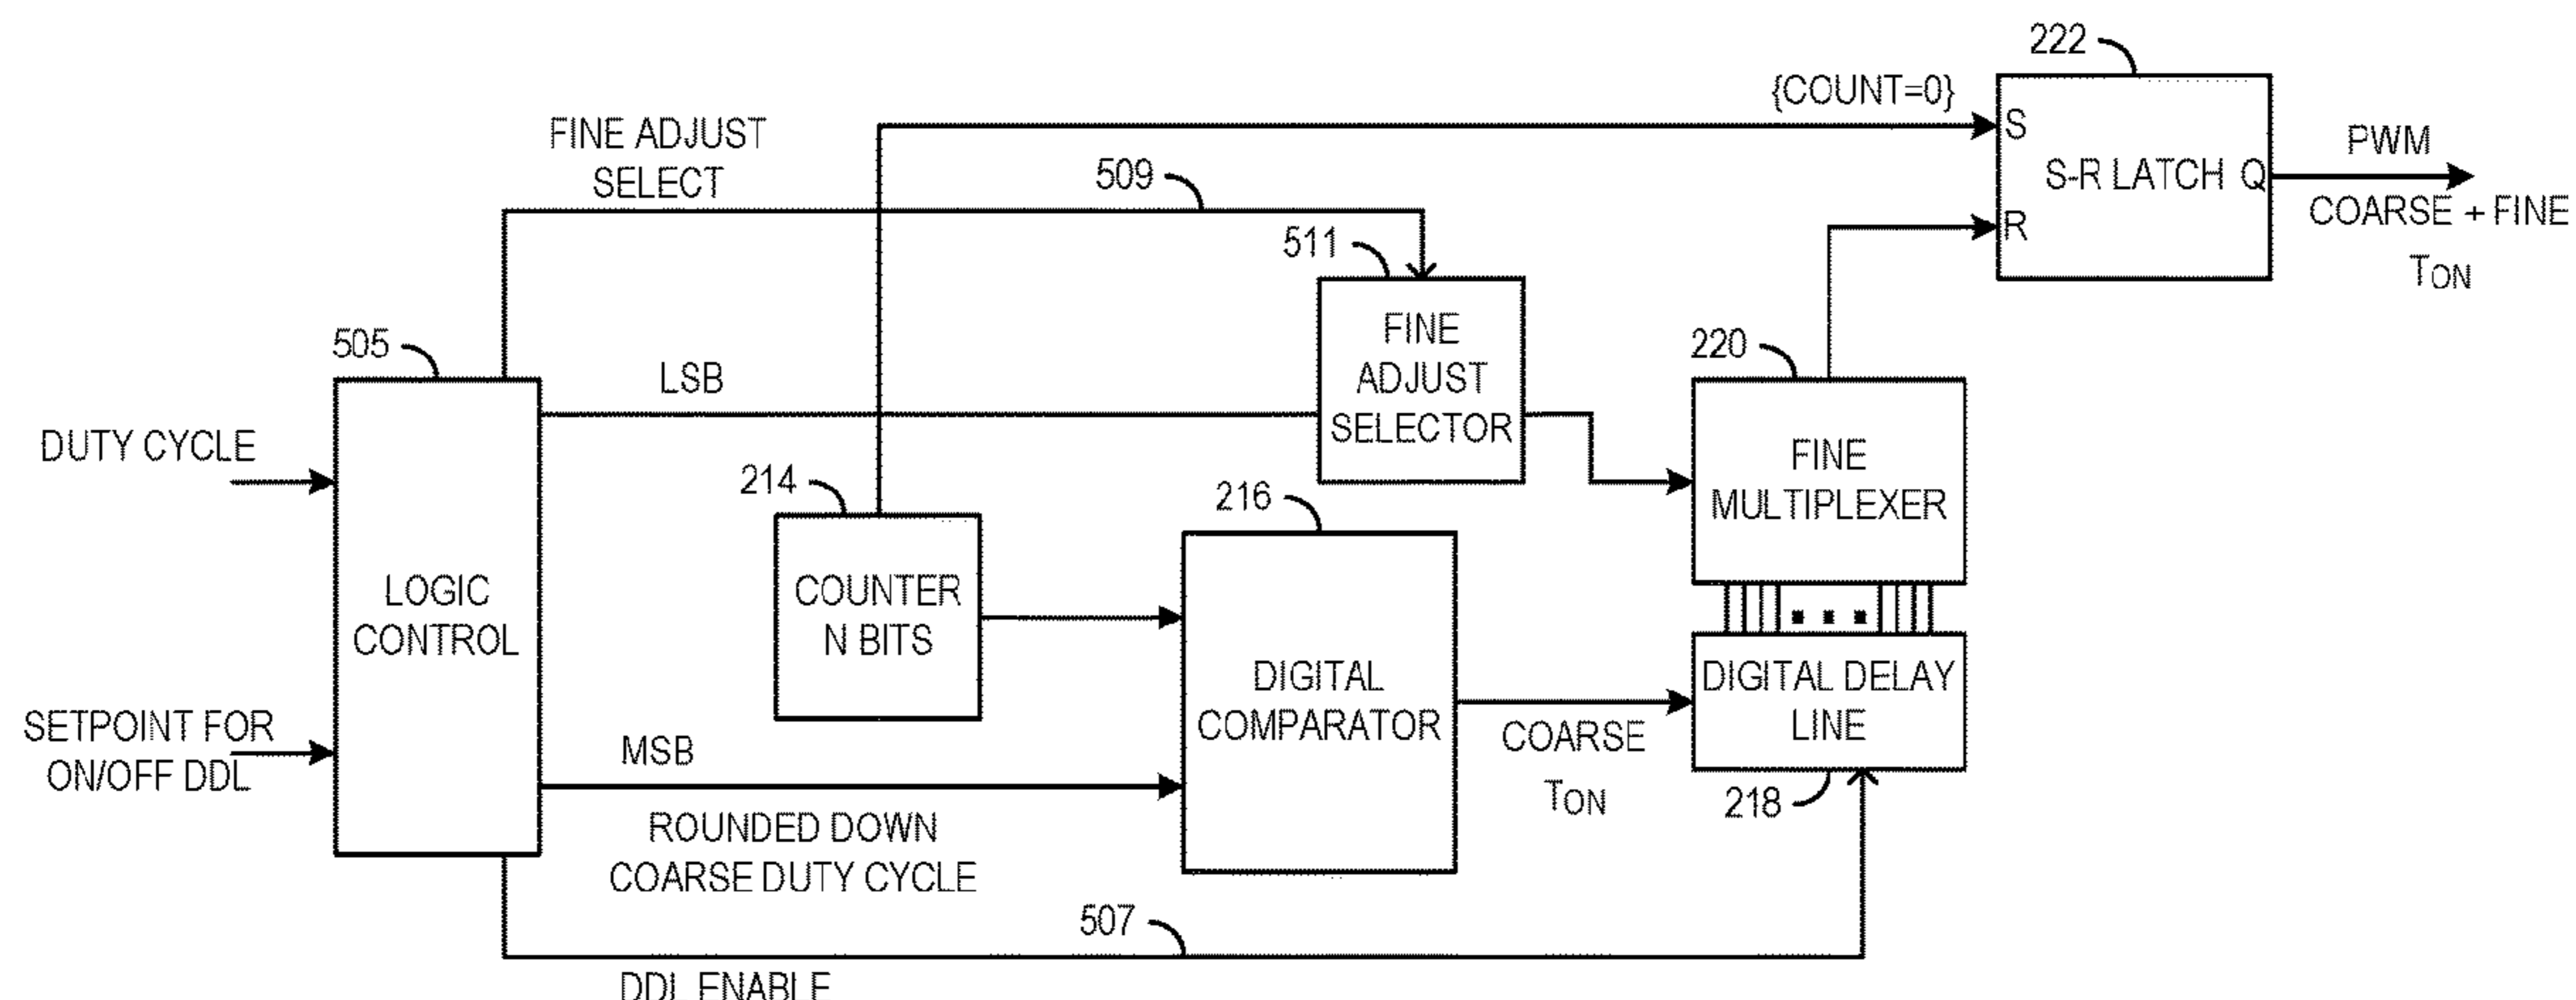 222
{COUNT=0}
S
FINE ADJUST
SELECT
509
S-R LATCH Q
PWM
COARSE + FINE
TON
R
511
505
LSB
FINE
ADJUST
SELECTOR
220
DUTY CYCLE
214
216
FINE
MULTIPLEXER
LOGIC
CONTROL
COUNTER
N BITS
DIGITAL
COMPARATOR
DIGITAL DELAY
LINE
SETPOINT FOR
ON/OFF DDL
MSB
COARSE
TON
218
ROUNDED DOWN
COARSE DUTY CYCLE
507
DDL ENABLE